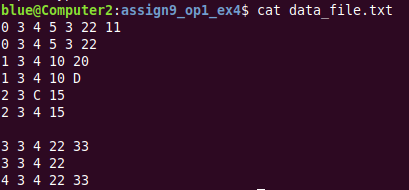 blue@Computer2:assign9_op1_ex4$ cat data_file.txt
0 3 4 5 3 22 11
0 3 4 5 3 22
1 3 4 10 20
1 3 4 10 D
2 3 C 15
2 3 4 15

3 3 4 22 33
3 3 4 22
4 3 4 22 33